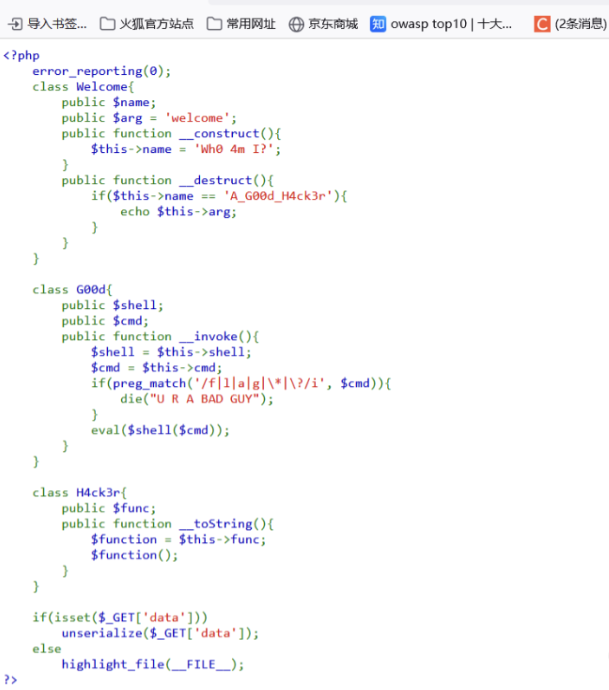 导入书签... 火狐官方站点 常用网址 京东商城 知 owasp top10 | 十大... C (2条消息)
<?php
    error_reporting(0);
    class Welcome{
        public $name;
        public $arg = 'welcome';
        public function __construct(){
            $this->name = 'Wh0 4m I?';
        }
        public function __destruct(){
            if($this->name == 'A_G00d_H4ck3r'){
                echo $this->arg;
            }
        }
    }

    class G00d{
        public $shell;
        public $cmd;
        public function __invoke(){
            $shell = $this->shell;
            $cmd = $this->cmd;
            if(preg_match('/f|l|a|g|\*|\?/i', $cmd)){
                die("U R A BAD GUY");
            }
            eval($shell($cmd));
        }
    }

    class H4ck3r{
        public $func;
        public function __toString(){
            $function = $this->func;
            $function();
        }
    }

    if(isset($_GET['data']))
        unserialize($_GET['data']);
    else
        highlight_file(__FILE__);
?>